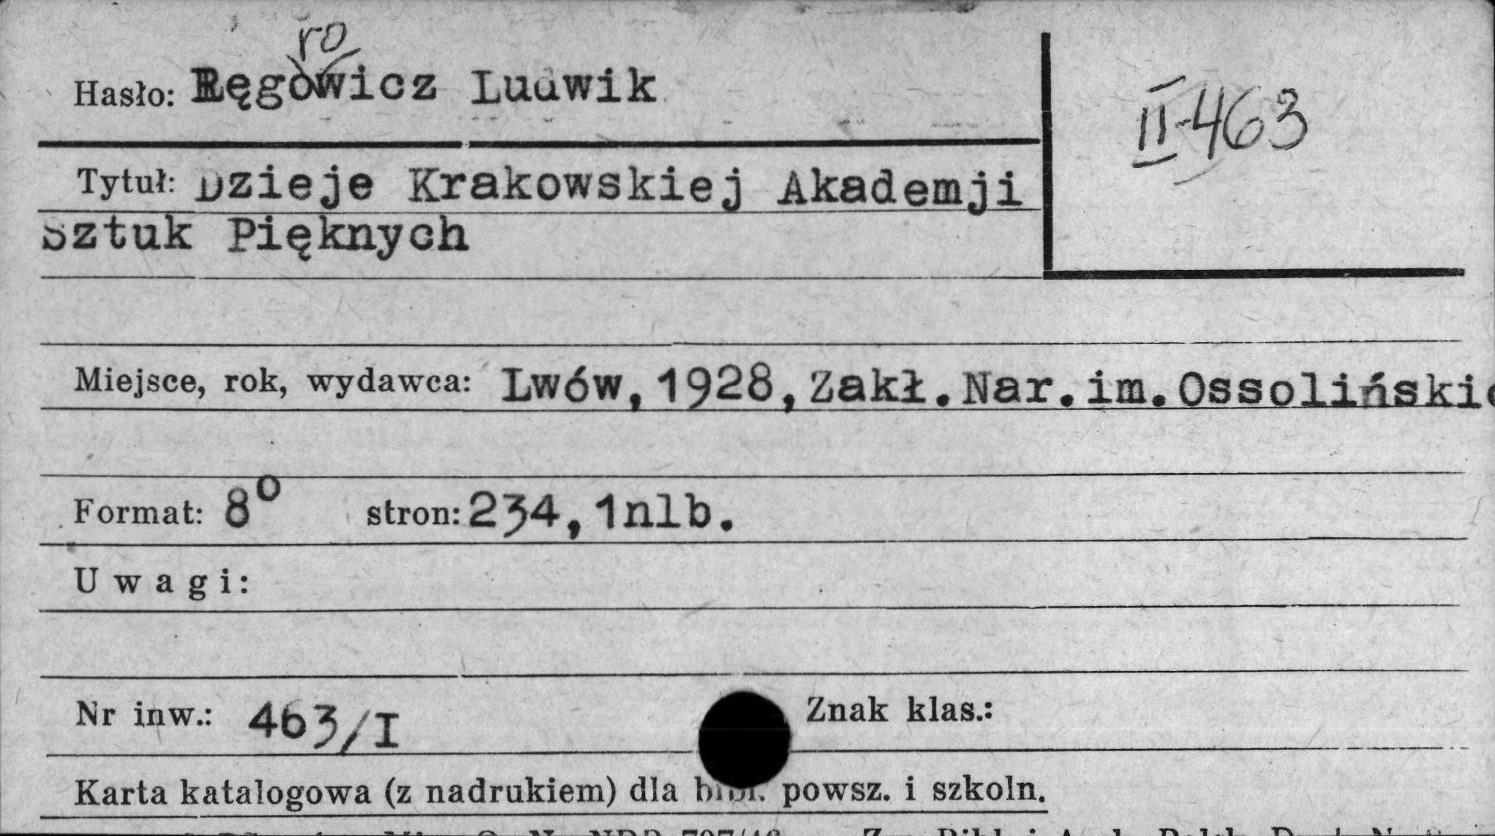 ro
Hasło: Ręgowicz Ludwik
II-463
Tytuł: Dzieje Krakowskiej Akademji
Sztuk Pięknych
Miejsce, rok, wydawca: Lwów, 1928, Zakł. Nar. im. Ossolińskic
Format: 8° stron: 234, 1nlb.
Uwagi:
Nr inw.: 463/I Znak klas.:
Karta katalogowa (z nadrukiem) dla bibl. powsz. i szkoln.